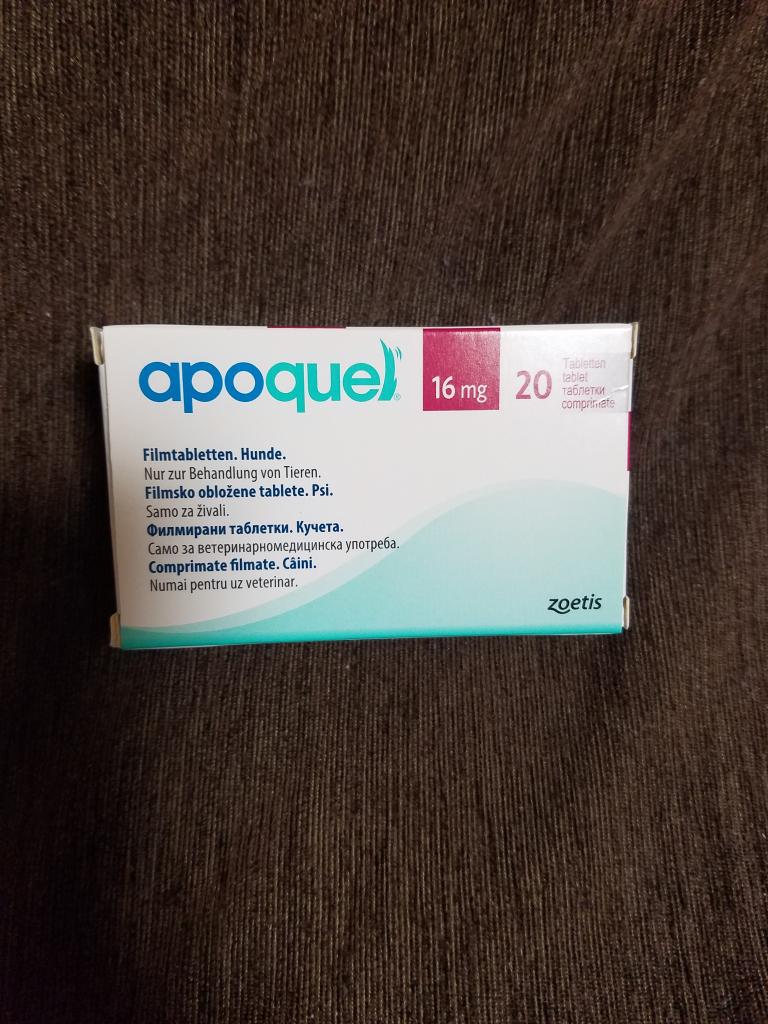 apoquel®
16 mg
20
Tabletten
tablet
таблетки
comprimate
Filmtabletten. Hunde.
Nur zur Behandlung von Tieren.
Filmsko obložene tablete. Psi.
Samo za živali.
Филмирани таблетки. Кучета.
Само за ветеринарномедицинска употреба.
Comprimate filmate. Câini.
Numai pentru uz veterinar.
zoetis